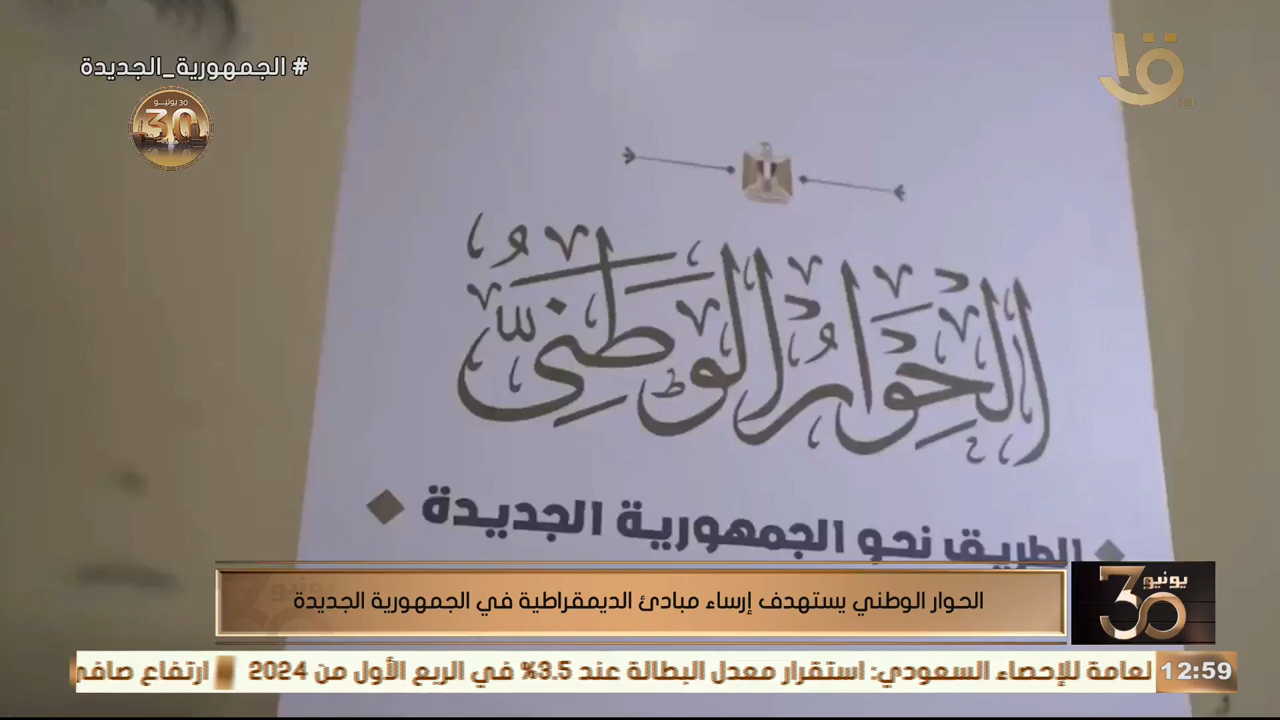 #الجمهورية_الجديدة
30 يونيو
30
الحوار الوطني
الطريق نحو الجمهورية الجديدة
الحوار الوطني يستهدف إرساء مبادئ الديمقراطية في الجمهورية الجديدة
30 يونيو
12:59
لعامة للإحصاء السعودي: استقرار معدل البطالة عند 3.5% في الربع الأول من 2024 ارتفاع صافي